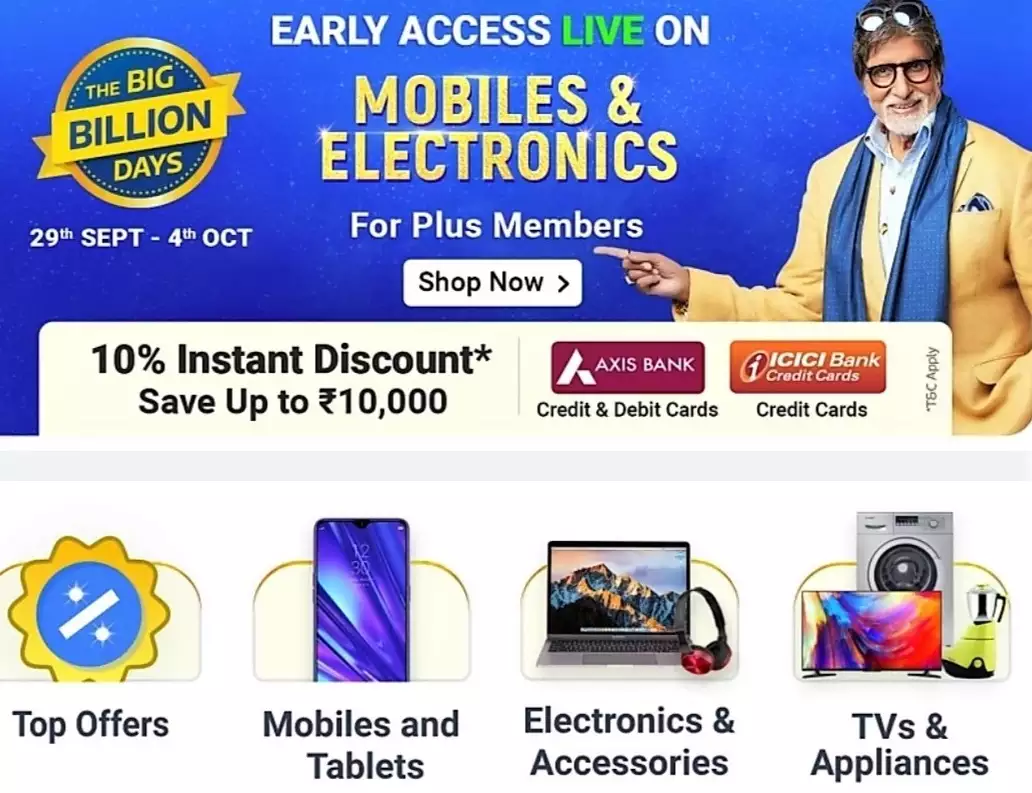 EARLY ACCESS LIVE ON
THE BIG
BILLION
DAYS
MOBILES &
ELECTRONICS
29th SEPT - 4th OCT
For Plus Members
Shop Now >
10% Instant Discount*
Save Up to ₹10,000
AXIS BANK
Credit & Debit Cards
ICICI Bank
Credit Cards
Credit Cards
*T&C Apply
12
30
Top Offers
Mobiles and
Tablets
Electronics &
Accessories
TVs &
Appliances